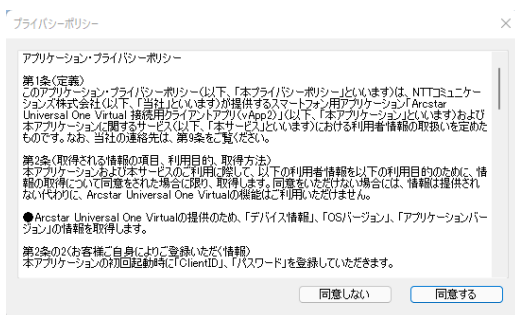 プライバシーポリシー
アプリケーション・プライバシーポリシー
第1条(定義)
このアプリケーション・プライバシーポリシー(以下、「本プライバシーポリシー」といいます)は、NTTコミュニケー
ションズ株式会社(以下、「当社」といいます)が提供するスマートフォン用アプリケーション「Arcstar
Universal One Virtual 接続用クライアントアプリ(vApp2)」(以下、「本アプリケーション」といいます)および
本アプリケーションに関するサービス(以下、「本サービス」といいます)における利用者情報の取扱いを定めた
ものです。なお、当社の連絡先は、第9条をご覧ください。
第2条(取得される情報の項目、利用目的、取得方法)
本アプリケーションおよび本サービスのご利用に際して、以下の利用者情報を以下の利用目的のために、情
報の取得について同意をされた場合に限り、取得します。同意をいただけない場合には、情報は提供され
ない代わりに、Arcstar Universal One Virtualの機能はご利用いただけません。
●Arcstar Universal One Virtualの提供のため、「デバイス情報」、「OSバージョン」、「アプリケーションバー
ジョン」の情報を取得します。
第2条の2(お客様ご自身によりご登録いただく情報)
本アプリケーションの初回起動時に「ClientID」、「パスワード」を登録していただきます。
同意しない
同意する